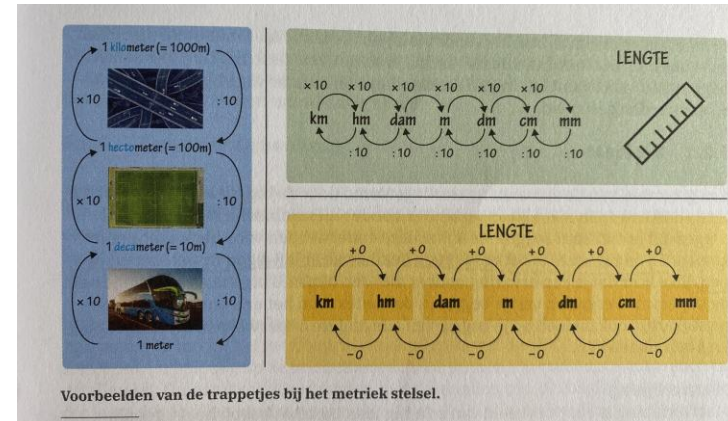 1 kilometer (= 1000m)
× 10 : 10
1 hectometer (= 100m)
× 10 : 10
1 decameter (= 10m)
× 10 : 10
1 meter
LENGTE
× 10 × 10 × 10 × 10 × 10 × 10
km hm dam m dm cm mm
: 10 : 10 : 10 : 10 : 10 : 10
LENGTE
+0 +0 +0 +0 +0 +0
km hm dam m dm cm mm
-0 -0 -0 -0 -0 -0
Voorbeelden van de trappetjes bij het metriek stelsel.